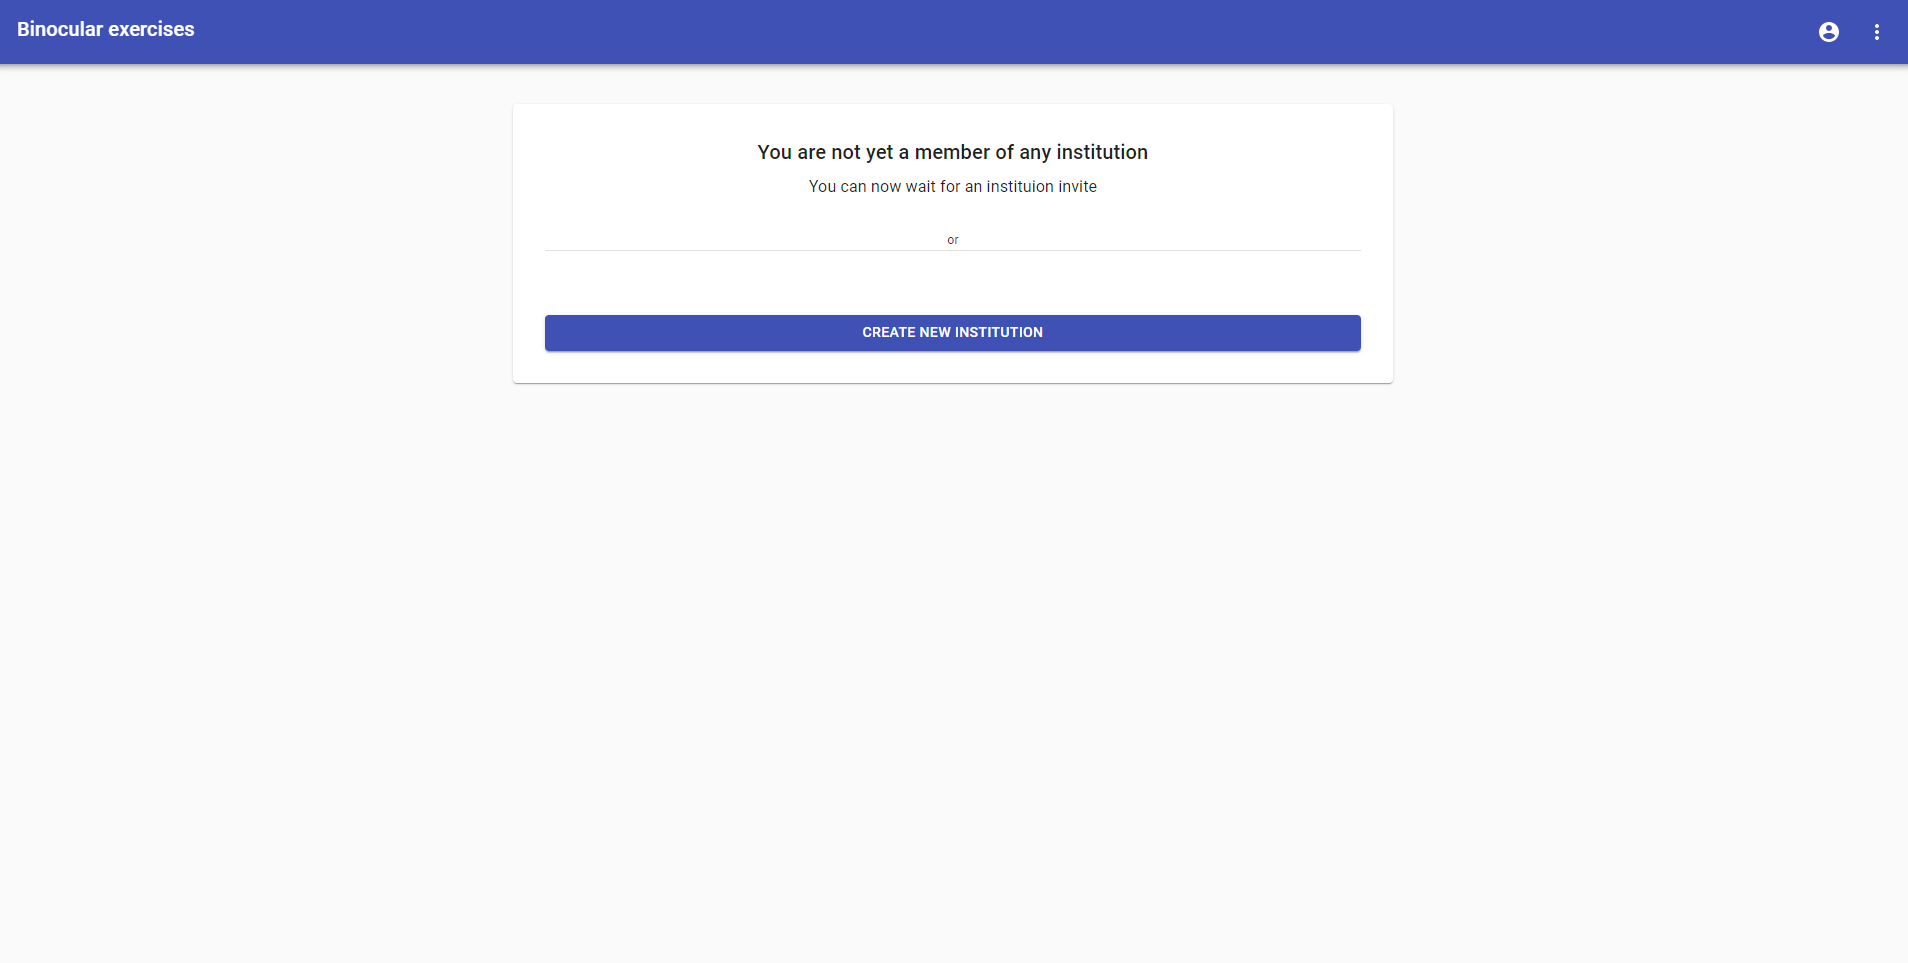 Binocular exercises
You are not yet a member of any institution
You can now wait for an instituion invite
or
CREATE NEW INSTITUTION